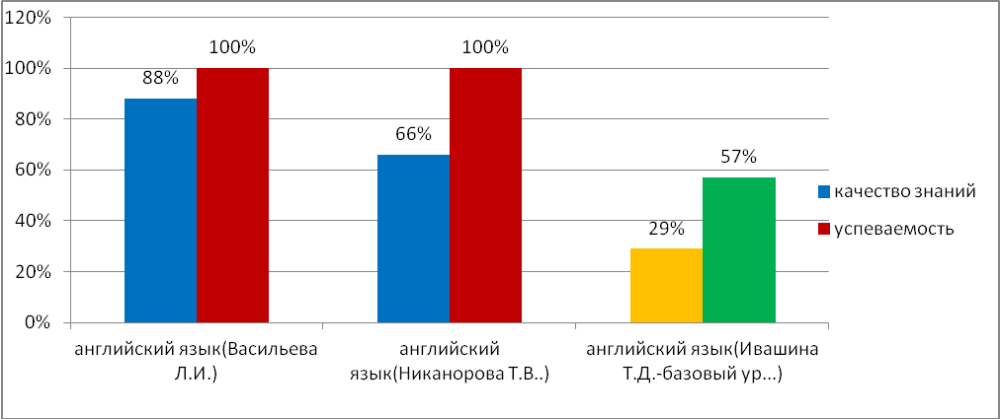 120%
100%
80%
60%
40%
20%
0%
88%
100%
66%
100%
29%
57%
английский язык(Васильева
Л.И.)
английский
язык(Никанорова Т.В..)
английский язык(Ивашина
Т.Д.-базовый ур...)
качество знаний
успеваемость